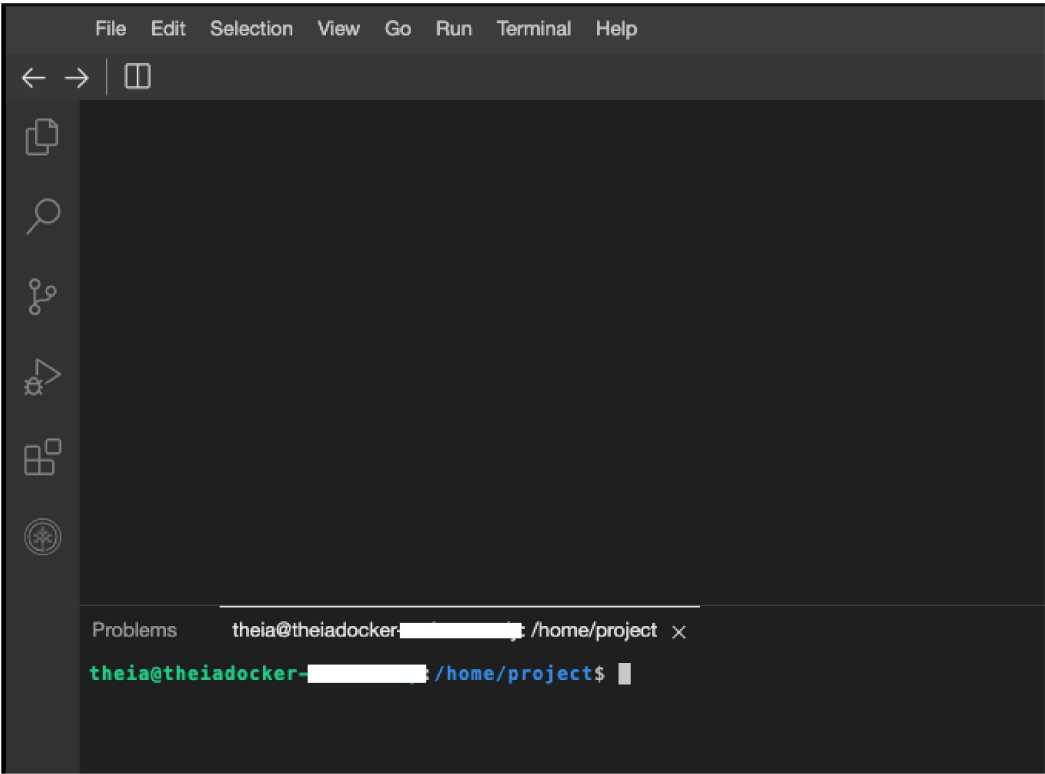 File Edit Selection View Go Run Terminal Help
Problems theia@theiadocker- : /home/project
theia@theiadocker- :/home/project$